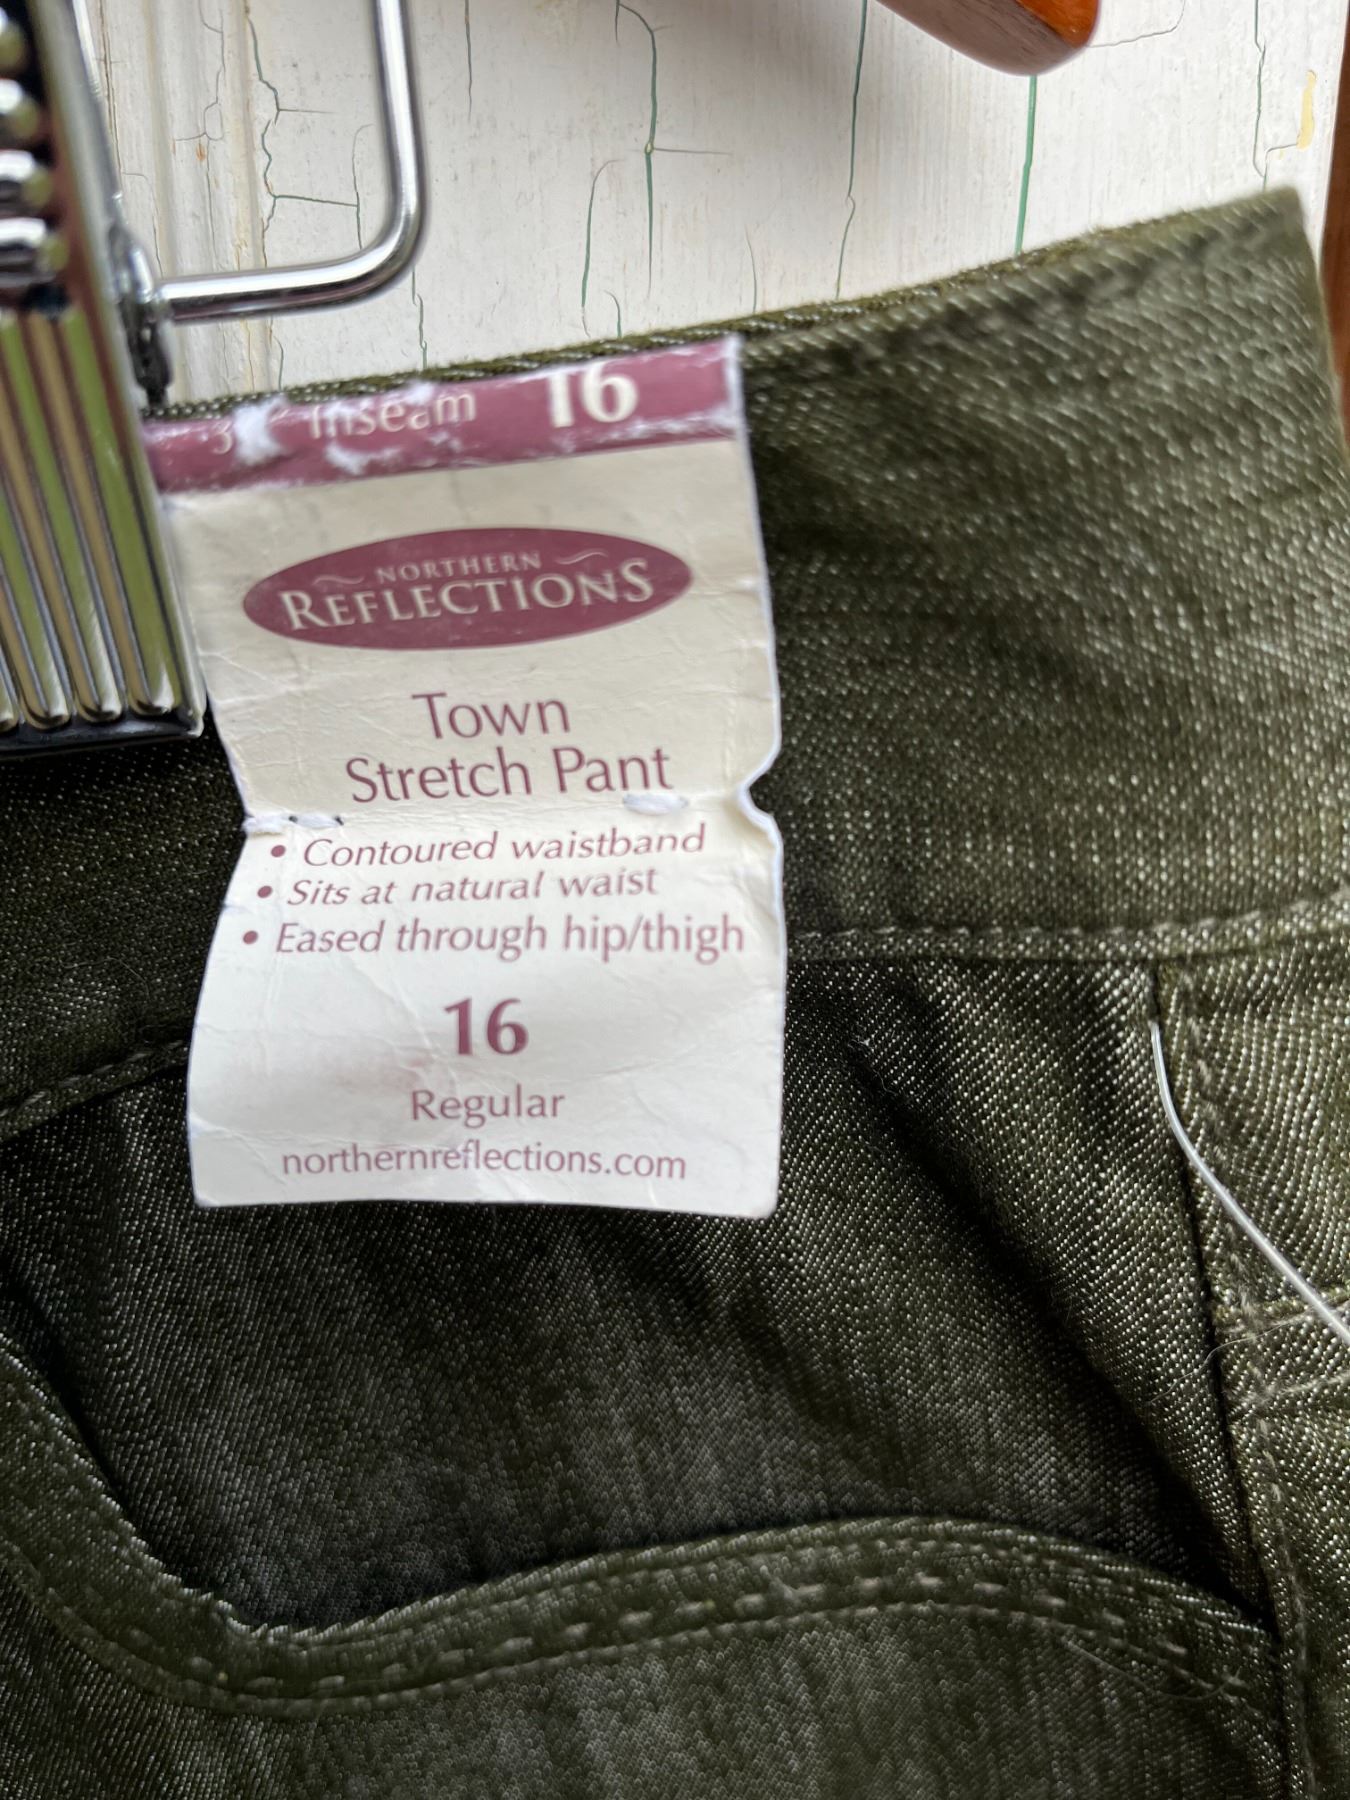 Inseam 16
NORTHERN
REFLECTIONS
Town
Stretch Pant
• Contoured waistband
• Sits at natural waist
• Eased through hip/thigh
16
Regular
northernreflections.com